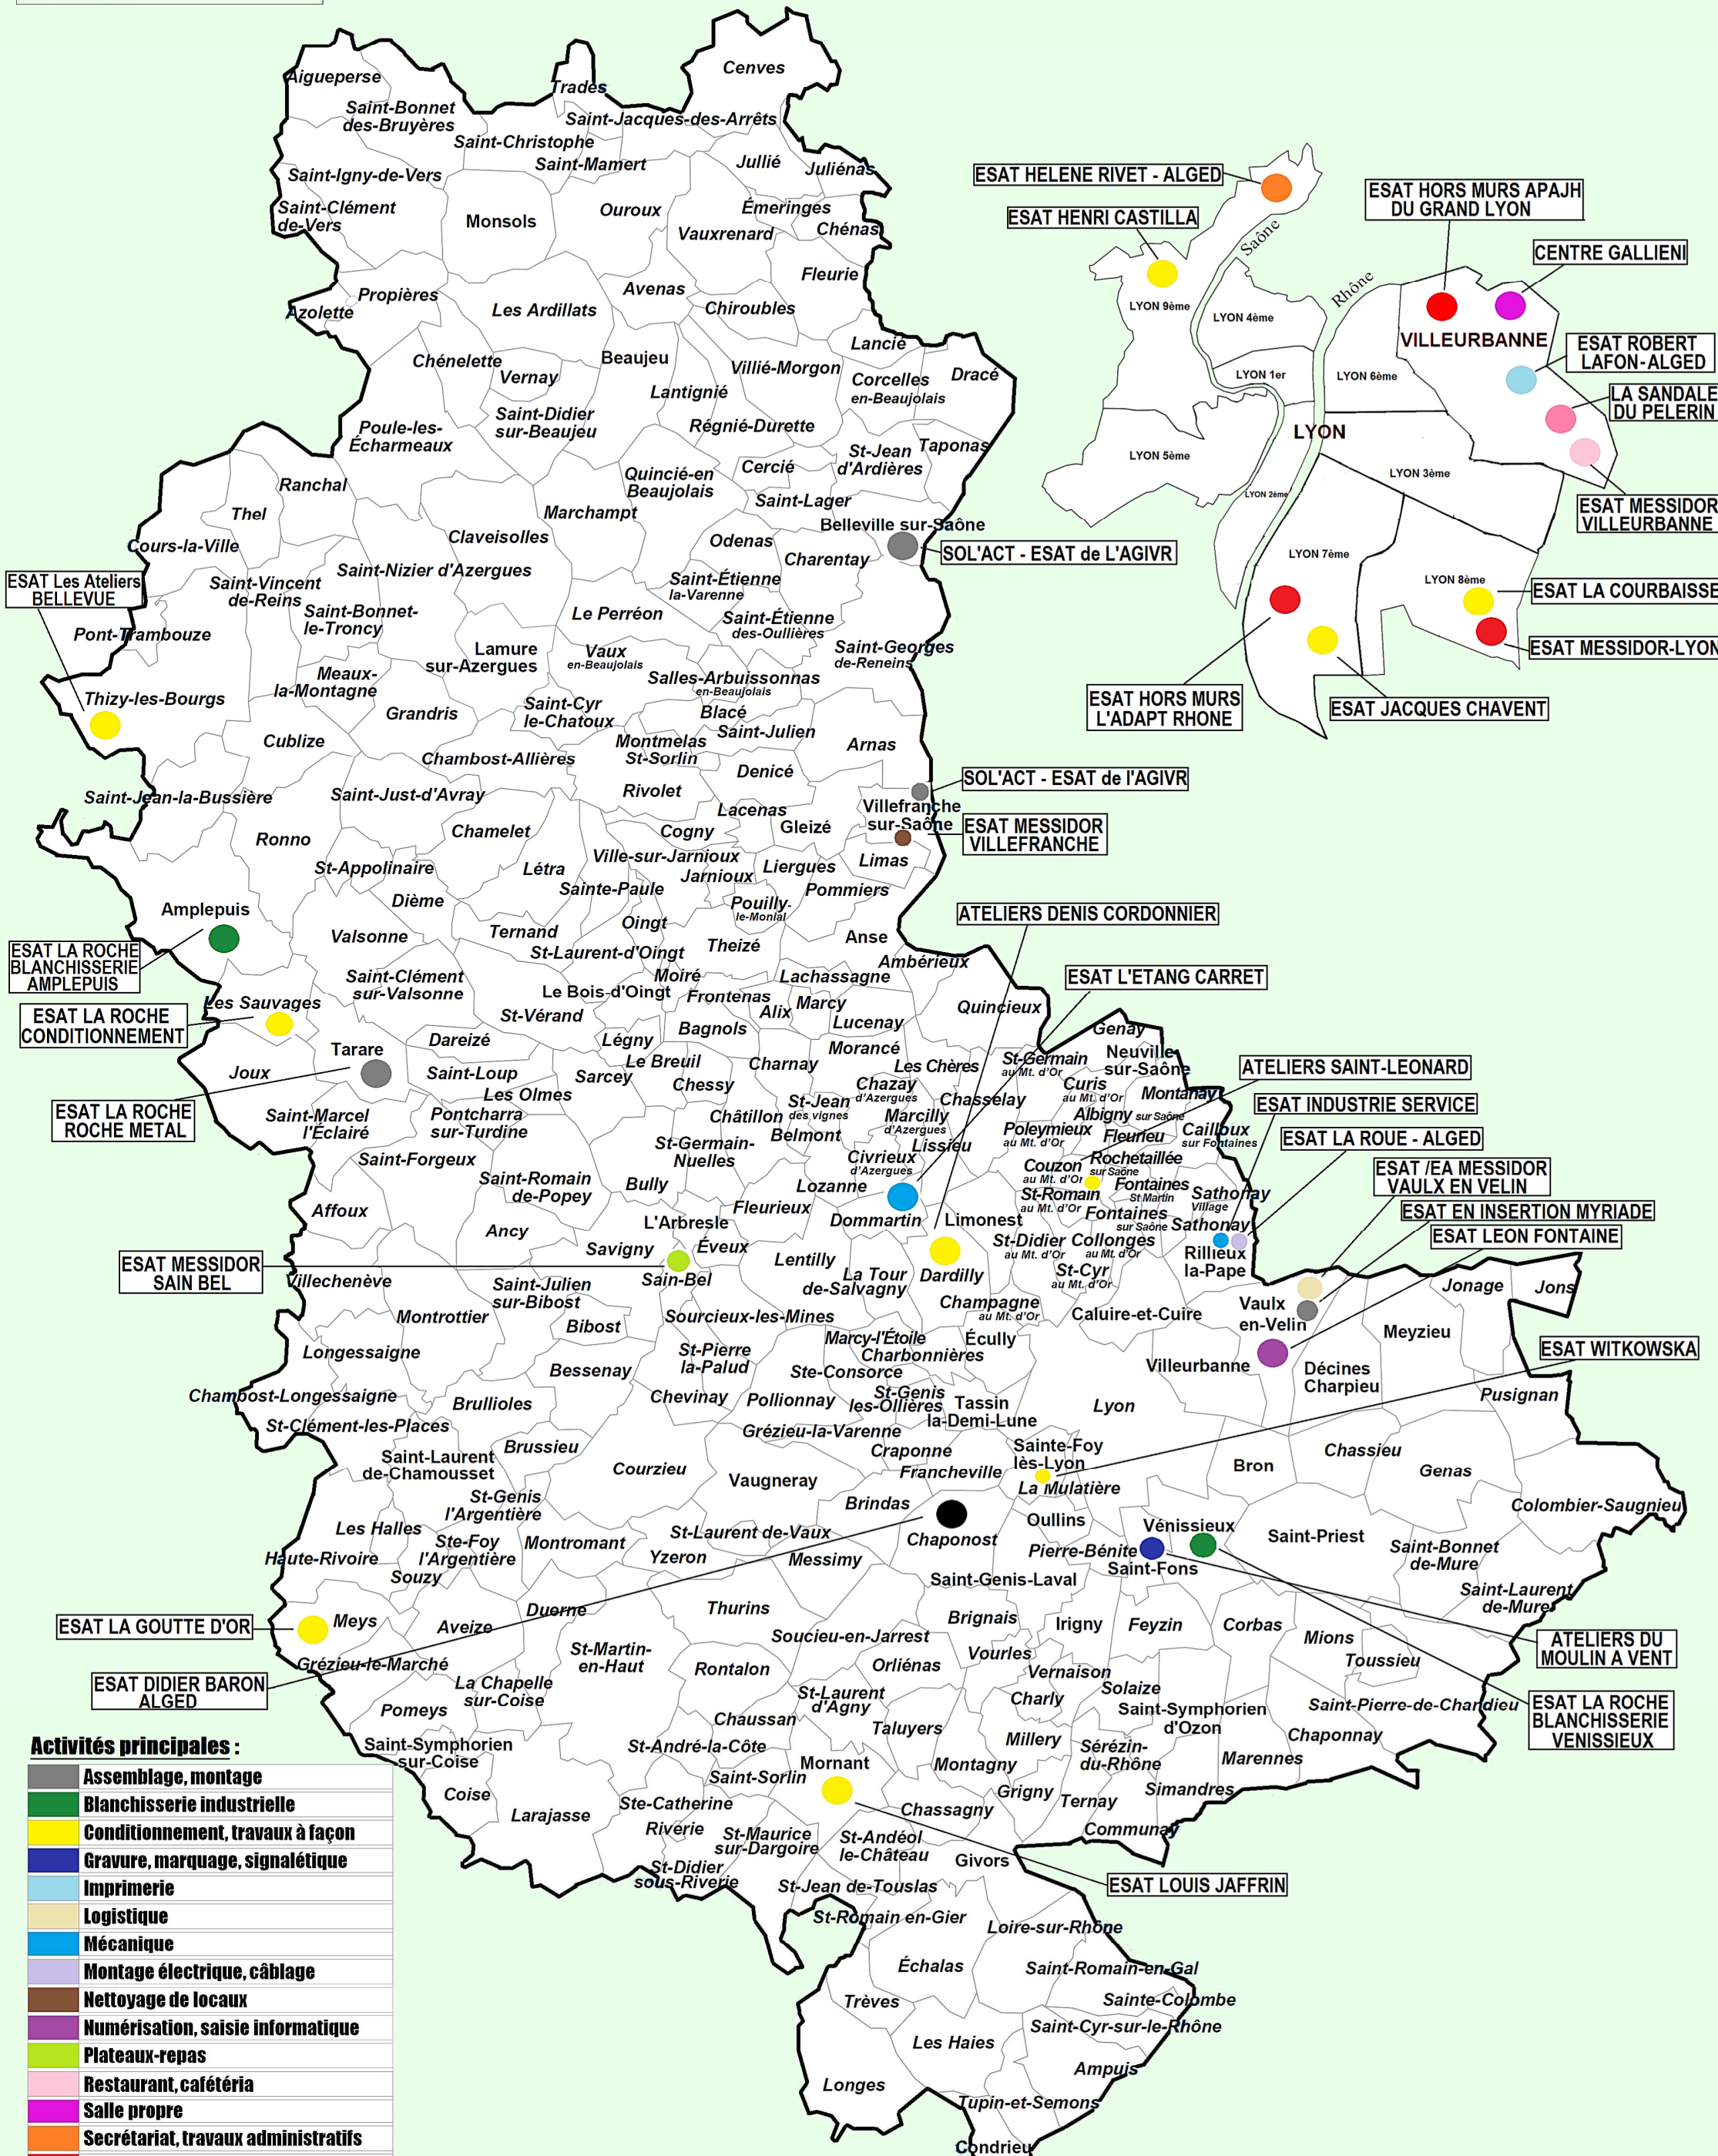 Aigueperse
Trades
Cenves
Saint-Bonnet
des-Bruyères
Saint-Jacques-des-Arrêts
Saint-Christophe
Saint-Mamert
Jullié
Juliénas
Saint-Igny-de-Vers
Saint-Clément
de-Vers
Monsols
Ouroux
Émeringes
Vauxrenard
Chénas
Fleurie
Propières
Avenas
Azolette
Les Ardillats
Chiroubles
Lancié
Chénelette
Vernay
Beaujeu
Villié-Morgon
Lantignié
Corcelles
en-Beaujolais
Dracé
Saint-Didier
sur-Beaujeu
Poule-les-
Écharmeaux
Régnié-Durette
St-Jean
d'Ardières
Taponas
Cercié
Quincié-en
Beaujolais
Ranchal
Saint-Lager
Marchampt
Thel
Belleville sur-Saône
Claveisolles
Odenas
Cours-la-Ville
Charentay
Saint-Nizier d'Azergues
SOL'ACT - ESAT de L'AGIVR
ESAT Les Ateliers
BELLEVUE
Saint-Vincent
de-Reins
Saint-Étienne
la-Varenne
Saint-Bonnet-
le-Troncy
Le Perréon
Saint-Étienne
des-Oullières
Pont-Trambouze
Lamure
sur-Azergues
Vaux
en-Beaujolais
Saint-Georges
de-Reneins
Meaux-
la-Montagne
Salles-Arbuissonnas
en-Beaujolais
Thizy-les-Bourgs
Grandris
Saint-Cyr
le-Chatoux
Blacé
Saint-Julien
Cublize
Montmelas
St-Sorlin
Arnas
Chambost-Allières
Denicé
Saint-Jean-la-Bussière
Saint-Just-d'Avray
Rivolet
SOL'ACT - ESAT de l'AGIVR
Lacenas
Villefranche
sur-Saône
Chamelet
Cogny
Gleizé
ESAT MESSIDOR
VILLEFRANCHE
Ronno
Ville-sur-Jarnioux
Liergues
Limas
St-Appolinaire
Létra
Jarnioux
Sainte-Paule
Pommiers
Dième
Pouilly-
le-Monial
Amplepuis
Oingt
Ternand
Valsonne
Theizé
Anse
St-Laurent-d'Oingt
ESAT LA ROCHE
BLANCHISSERIE
AMPLEPUIS
Ambérieux
Saint-Clément
sur-Valsonne
Moiré
Lachassagne
Le Bois-d'Oingt
Frontenas
Les Sauvages
Alix
Marcy
Quincieux
St-Vérand
Lucenay
ESAT LA ROCHE
CONDITIONNEMENT
Bagnols
Dareizé
Légny
Tarare
Morancé
Le Breuil
Charnay
Les Chères
Joux
Saint-Loup
Sarcey
Chessy
Chazay
d'Azergues
Les Olmes
St-Jean
des vignes
Chasselay
ESAT LA ROCHE
ROCHE METAL
Saint-Marcel
l'Éclairé
Pontcharra
sur-Turdine
Châtillon
Marcilly
d'Azergues
Belmont
Lissieu
St-Germain-
Nuelles
Saint-Forgeux
Civrieux
d'Azergues
Saint-Romain
de-Popey
Bully
Lozanne
Affoux
Fleurieux
L'Arbresle
Dommartin
Limonest
Ancy
Savigny
Éveux
Lentilly
ESAT MESSIDOR
SAIN BEL
Sain-Bel
Villechenève
La Tour
de-Salvagny
Dardilly
Saint-Julien
sur-Bibost
Montrottier
Bibost
Sourcieux-les-Mines
Champagne
au Mt. d'Or
Marcy-l'Étoile
Charbonnières
Écully
Longessaigne
St-Pierre
la-Palud
Bessenay
Ste-Consorce
Chambost-Longessaigne
Brullioles
Chevinay
Pollionnay
St-Genis
les-Ollières
Tassin
la-Demi-Lune
St-Clément-les-Places
Grézieu-la-Varenne
Brussieu
Craponne
Saint-Laurent
de-Chamousset
Courzieu
Vaugneray
Francheville
Sainte-Foy
lès-Lyon
La Mulatière
St-Genis
l'Argentière
Brindas
Les Halles
Ste-Foy
l'Argentière
Montromant
St-Laurent de-Vaux
Chaponost
Oullins
Haute-Rivoire
Yzeron
Messimy
Souzy
Saint-Genis-Laval
Pierre-Bénite
Saint-Fons
Vénissieux
ESAT LA GOUTTE D'OR
Meys
Aveize
Duerne
Thurins
Brignais
Irigny
Feyzin
Corbas
Soucieu-en-Jarrest
St-Martin-
en-Haut
Grézieu-le-Marché
Rontalon
Orliénas
Vourles
Vernaison
ESAT DIDIER BARON
ALGED
La Chapelle
sur-Coise
St-Laurent
d'Agny
Charly
Solaize
Pomeys
Chaussan
Taluyers
Saint-Symphorien
d'Ozon
Saint-Symphorien
sur-Coise
St-André-la-Côte
Mornant
Millery
Sérézin-
du-Rhône
Montagny
Marennes
Coise
Saint-Sorlin
Grigny
Simandres
Larajasse
Ste-Catherine
Chassagny
Ternay
Riverie
St-Maurice
sur-Dargoire
St-Andéol
le-Château
Communay
St-Didier
sous-Riverie
Givors
ESAT LOUIS JAFFRIN
St-Jean de-Touslas
St-Romain en-Gier
Loire-sur-Rhône
Échalas
Saint-Romain-en-Gal
Trèves
Sainte-Colombe
Saint-Cyr-sur-le-Rhône
Les Haies
Ampuis
Longes
Tupin-et-Semons
Condrieu
ESAT HELENE RIVET - ALGED
ESAT HENRI CASTILLA
Saône
Rhône
ESAT HORS MURS APAJH
DU GRAND LYON
CENTRE GALLIENI
LYON 9ème
LYON 4ème
VILLEURBANNE
ESAT ROBERT
LAFON-ALGED
LYON 1er
LYON 6ème
LA SANDALE
DU PELERIN
LYON
LYON 5ème
LYON 3ème
LYON 2ème
ESAT MESSIDOR
VILLEURBANNE
LYON 7ème
LYON 8ème
ESAT LA COURBAISSE
ESAT MESSIDOR-LYON
ESAT HORS MURS
L'ADAPT RHONE
ESAT JACQUES CHAVENT
ATELIERS DENIS CORDONNIER
ESAT L'ETANG CARRET
Genay
St-Germain
au Mt. d'Or
Neuville-
sur-Saône
ATELIERS SAINT-LEONARD
Curis
au Mt. d'Or
Montanay
ESAT INDUSTRIE SERVICE
Albigny sur Saône
Poleymieux
au Mt. d'Or
Fleurieu
Cailloux
sur Fontaines
ESAT LA ROUE - ALGED
Couzon
au Mt. d'Or
Rochetaillée
sur Saône
ESAT /EA MESSIDOR
VAULX EN VELIN
St-Romain
au Mt. d'Or
Fontaines
St Martin
Sathonay
Village
Fontaines
sur Saône
Sathonay
ESAT EN INSERTION MYRIADE
St-Didier
au Mt. d'Or
Collonges
au Mt. d'Or
Rillieux
la-Pape
ESAT LEON FONTAINE
St-Cyr
au Mt. d'Or
Caluire-et-Cuire
Vaulx
en-Velin
Jonage
Jons
Meyzieu
ESAT WITKOWSKA
Villeurbanne
Décines
Charpieu
Pusignan
Lyon
Chassieu
Bron
Genas
Colombier-Saugnieu
Saint-Priest
Saint-Bonnet
de-Mure
Saint-Laurent
de-Mure
Mions
Toussieu
ATELIERS DU
MOULIN A VENT
Saint-Pierre-de-Chandieu
Chaponnay
ESAT LA ROCHE
BLANCHISSERIE
VENISSIEUX
Activités principales :
Assemblage, montage
Blanchisserie industrielle
Conditionnement, travaux à façon
Gravure, marquage, signalétique
Imprimerie
Logistique
Mécanique
Montage électrique, câblage
Nettoyage de locaux
Numérisation, saisie informatique
Plateaux-repas
Restaurant, cafétéria
Salle propre
Secrétariat, travaux administratifs